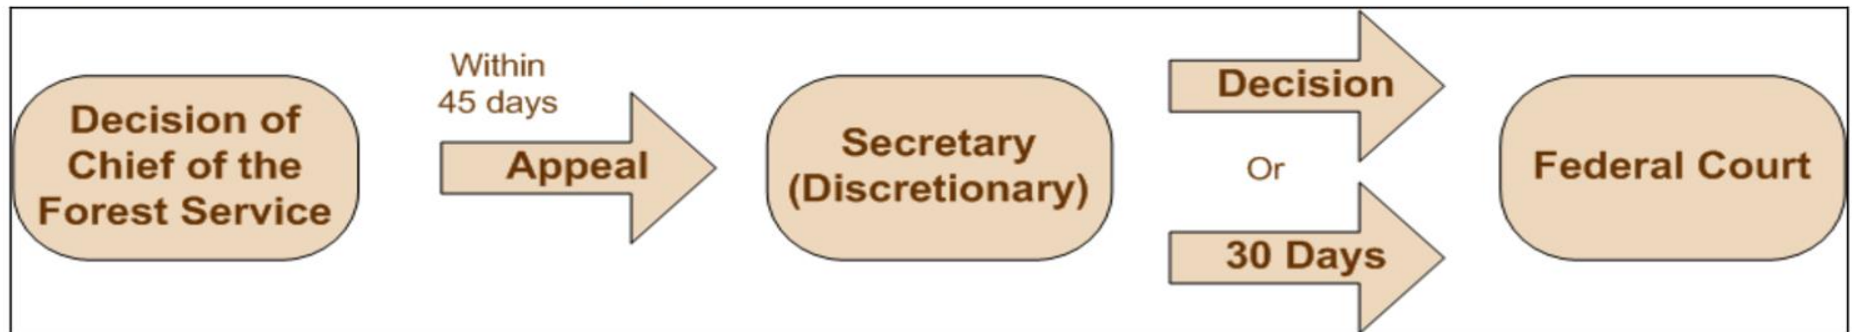 Decision of
Chief of the
Forest Service
Within
45 days
Appeal
Secretary
(Discretionary)
Decision
Or
30 Days
Federal Court